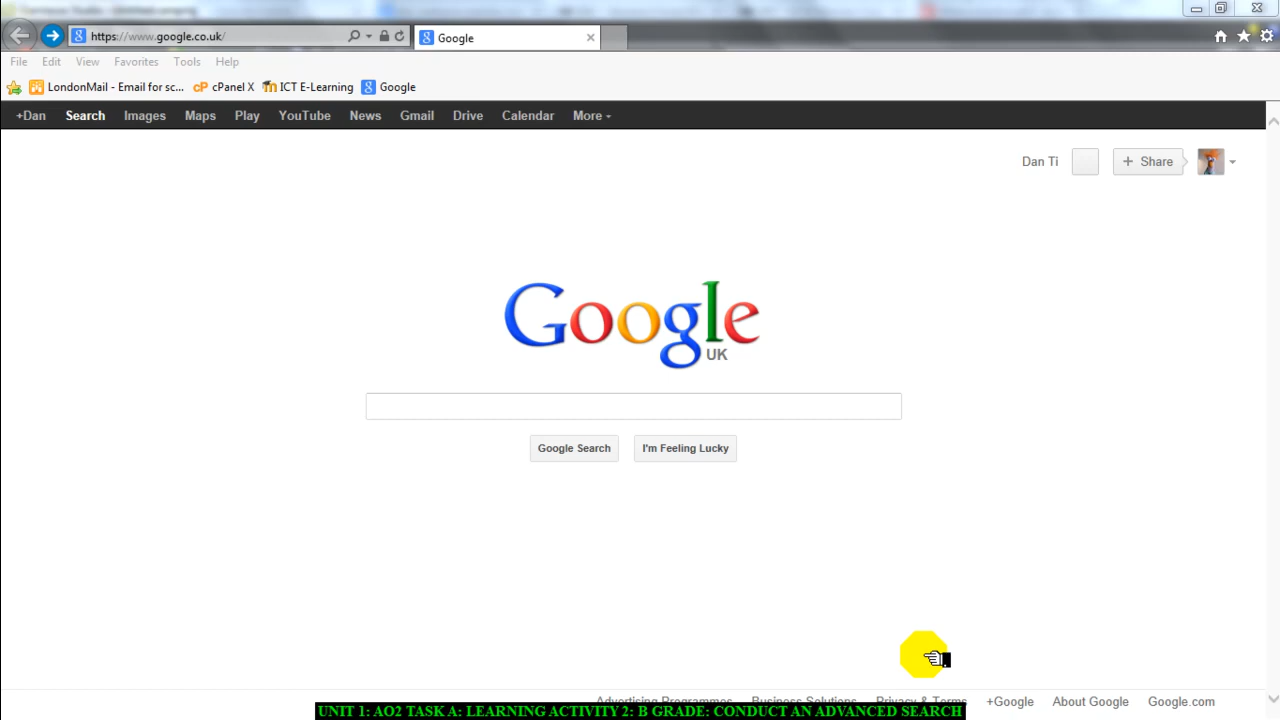 https://www.google.co.uk/
Google
File Edit View Favorites Tools Help
LondonMail - Email for sc... cPanel X ICT E-Learning Google
+Dan Search Images Maps Play YouTube News Gmail Drive Calendar More
Dan Ti + Share
Google
UK
Google Search I'm Feeling Lucky
Advertising Programmes Business Solutions Privacy & Terms +Google About Google Google.com
UNIT 1: AO2 TASK A: LEARNING ACTIVITY 2: B GRADE: CONDUCT AN ADVANCED SEARCH